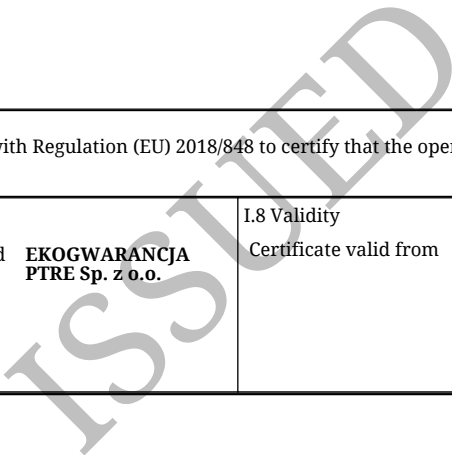 with Regulation (EU) 2018/848 to certify that the oper
I.8 Validity
d EKOGWARANCJA
PTRE Sp. z o.o.
Certificate valid from
ISSUED